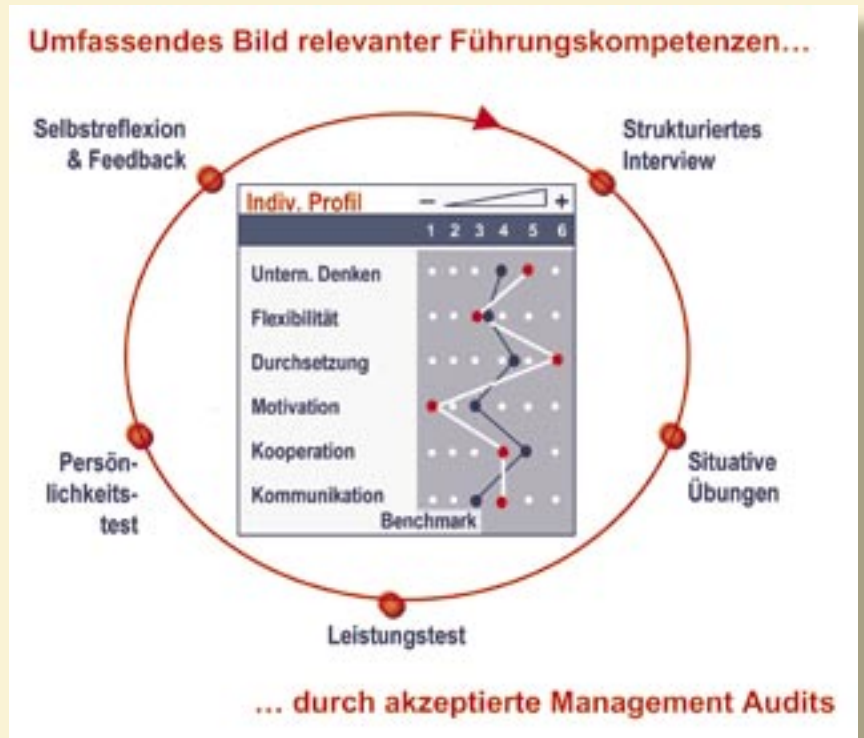 Umfassendes Bild relevanter Führungskompetenzen…
Selbstreflexion
& Feedback
Strukturiertes
Interview
Indiv. Profil – +
1 2 3 4 5 6
Untern. Denken
Flexibilität
Durchsetzung
Motivation
Kooperation
Kommunikation
Benchmark
Persön-
lichkeits-
test
Situative
Übungen
Leistungstest
… durch akzeptierte Management Audits